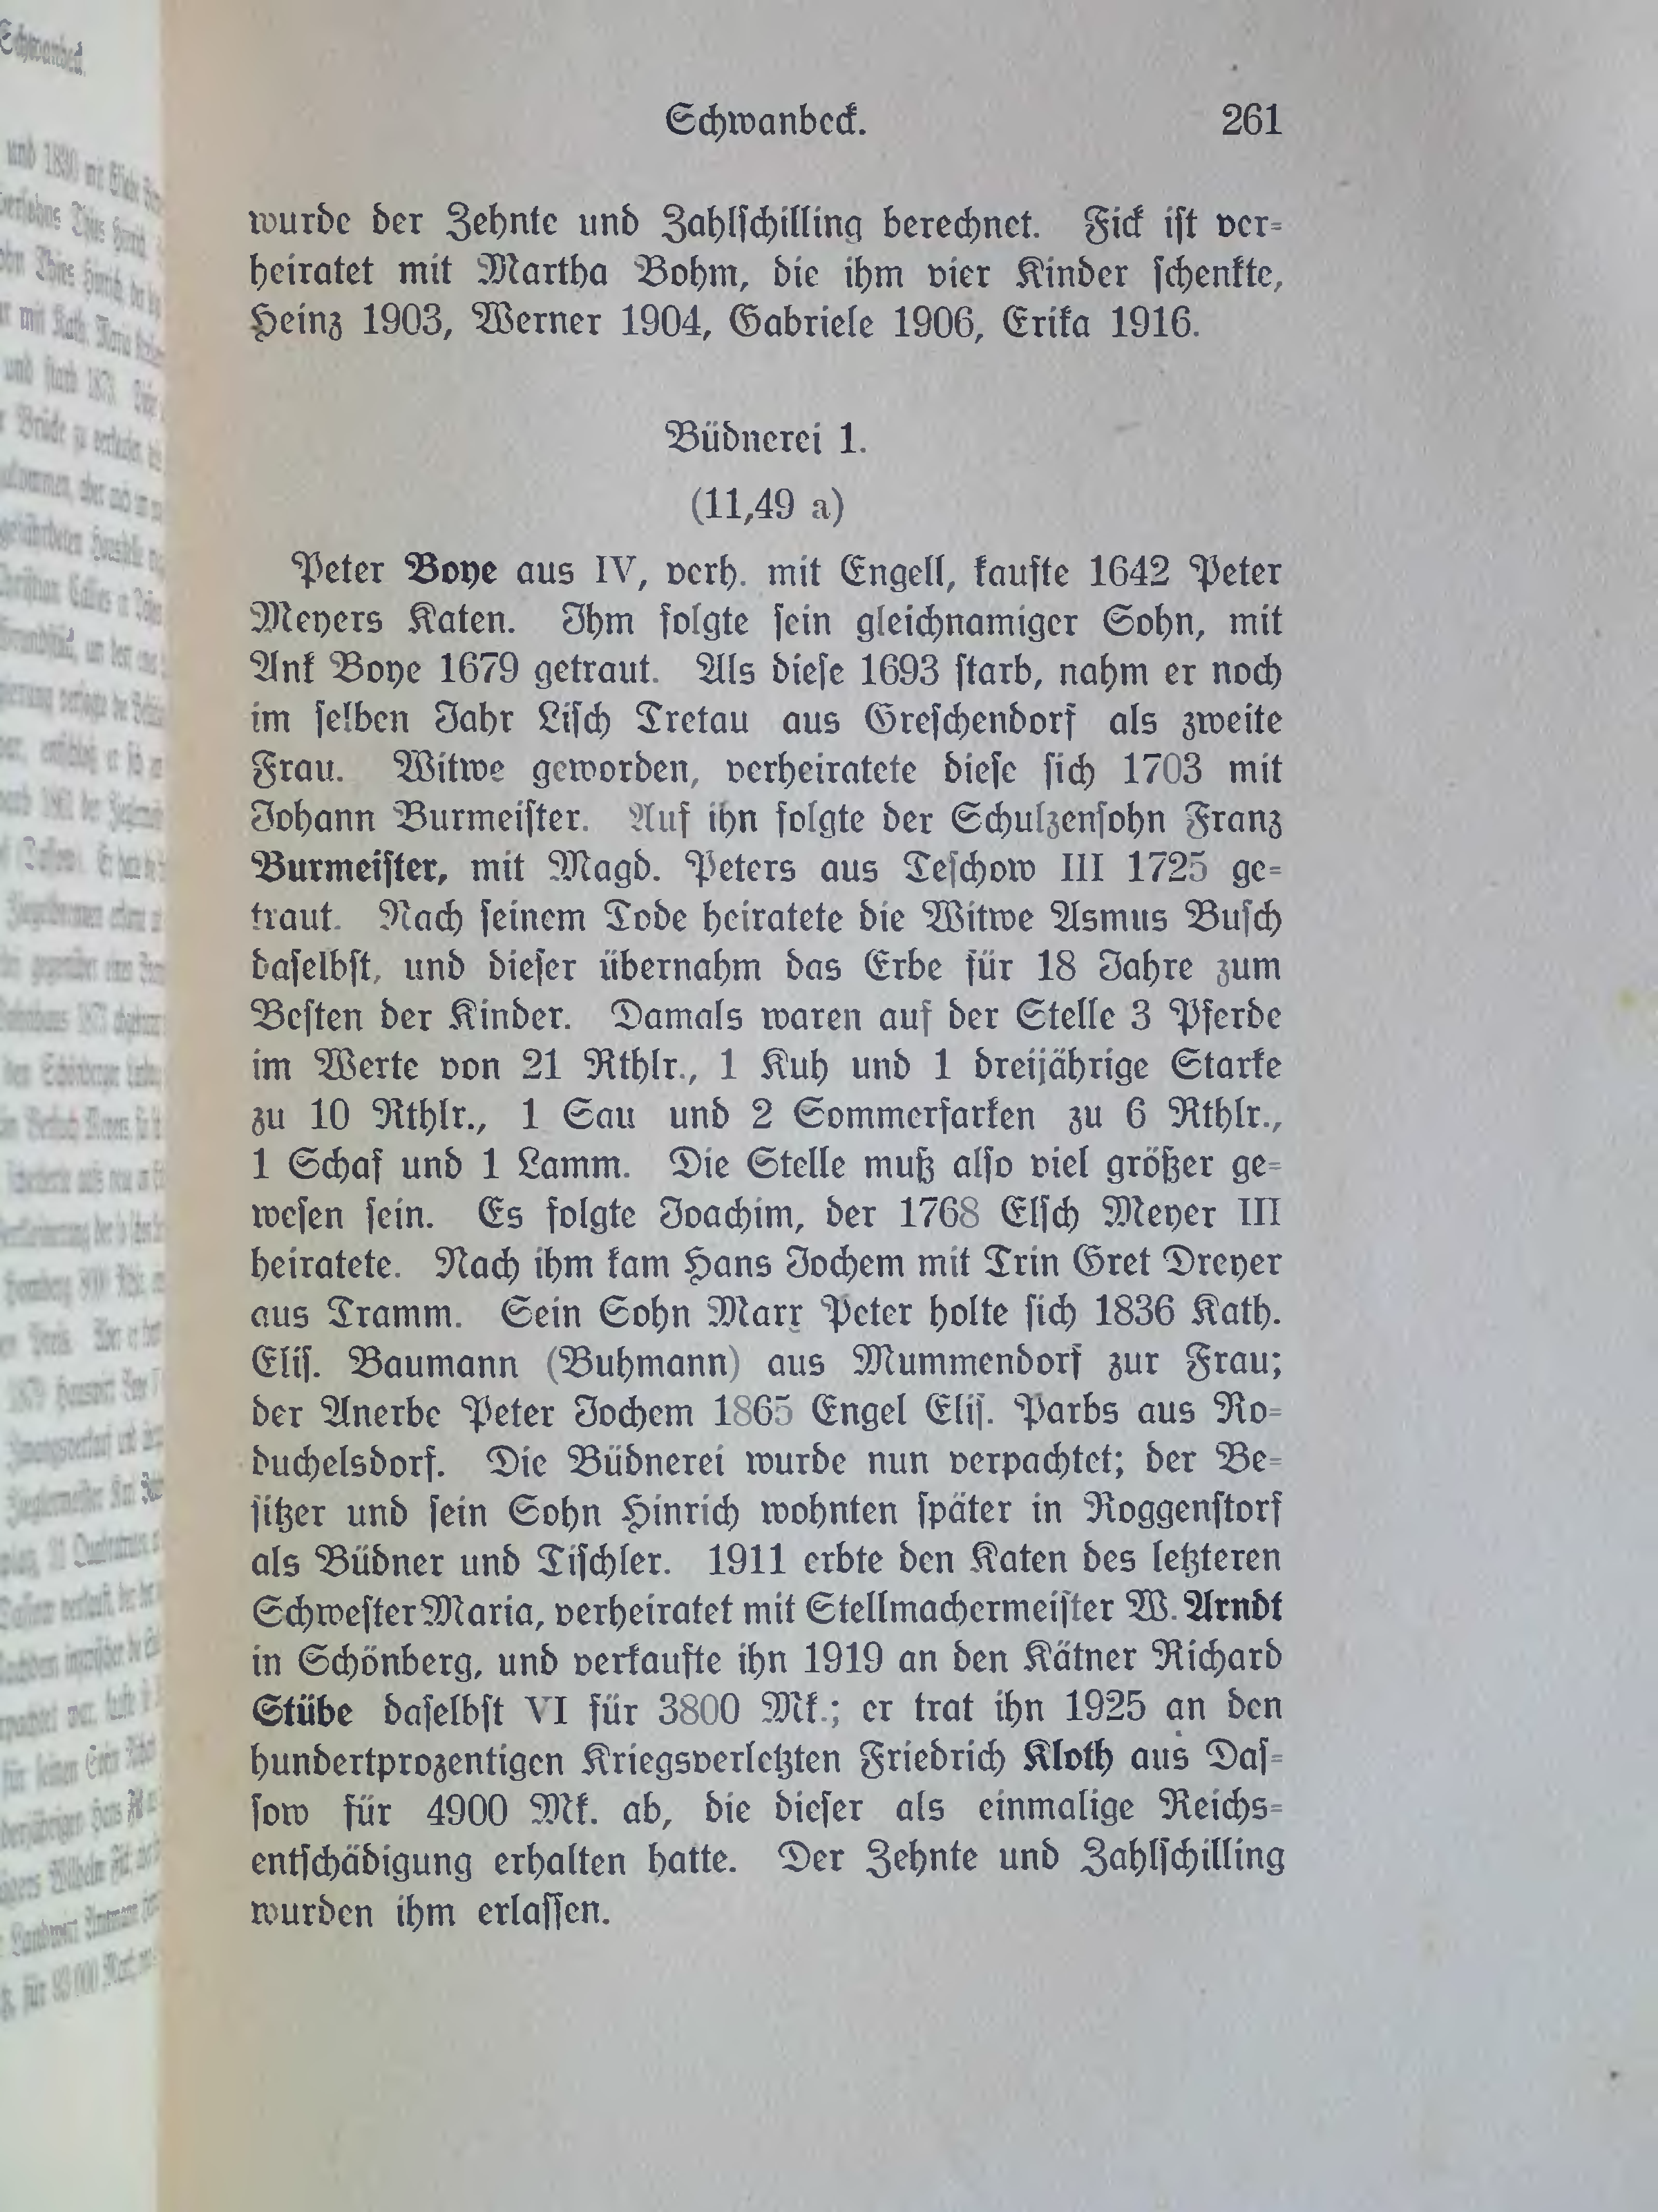 Schwanbeck.
Schwanbeck. 261
wurde der Zehnte und Zahlschilling berechnet. Fick ist ver-
heiratet mit Martha Bohm, die ihm vier Kinder schenkte,
Heinz 1903, Werner 1904, Gabriele 1906, Erika 1916.
Büdnerei 1.
(11,49 a)
Peter Boye aus IV, verh. mit Engell, kaufte 1642 Peter
Meyers Katen. Ihm folgte sein gleichnamiger Sohn, mit
Ank Boye 1679 getraut. Als diese 1693 starb, nahm er noch
im selben Jahr Lisch Tretau aus Greschendorf als zweite
Frau. Witwe geworden, verheiratete diese sich 1703 mit
Johann Burmeister. Auf ihn folgte der Schulzensohn Franz
Burmeister, mit Magd. Peters aus Teschow III 1725 ge-
traut. Nach seinem Tode heiratete die Witwe Asmus Busch
daselbst, und dieser übernahm das Erbe für 18 Jahre zum
Besten der Kinder. Damals waren auf der Stelle 3 Pferde
im Werte von 21 Rthlr., 1 Kuh und 1 dreijährige Starke
zu 10 Rthlr., 1 Sau und 2 Sommerfarken zu 6 Rthlr.,
1 Schaf und 1 Lamm. Die Stelle muß also viel größer ge-
wesen sein. Es folgte Joachim, der 1768 Elsch Meyer III
heiratete. Nach ihm kam Hans Jochem mit Trin Gret Dreyer
aus Tramm. Sein Sohn Marx Peter holte sich 1836 Kath.
Elis. Baumann (Buhmann) aus Mummendorf zur Frau;
der Anerbe Peter Jochem 1865 Engel Elis. Parbs aus Ro-
duchelsdorf. Die Büdnerei wurde nun verpachtet; der Be-
sitzer und sein Sohn Hinrich wohnten später in Roggenstorf
als Büdner und Tischler. 1911 erbte den Katen des letzteren
Schwester Maria, verheiratet mit Stellmachermeister W. Arndt
in Schönberg, und verkaufte ihn 1919 an den Kätner Richard
Stübe daselbst VI für 3800 Mk.; er trat ihn 1925 an den
hundertprozentigen Kriegsverletzten Friedrich Kloth aus Das-
sow für 4900 Mk. ab, die dieser als einmalige Reichs-
entschädigung erhalten hatte. Der Zehnte und Zahlschilling
wurden ihm erlassen.